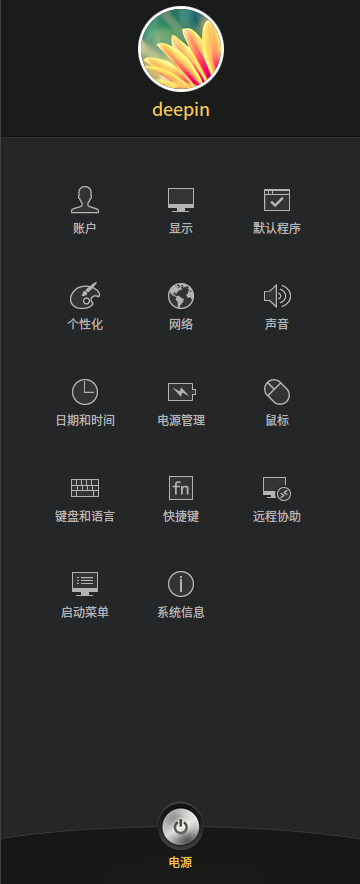 deepin
账户 显示 默认程序
个性化 网络 声音
日期和时间 电源管理 鼠标
键盘和语言 fn 快捷键 远程协助
启动菜单 系统信息
电源